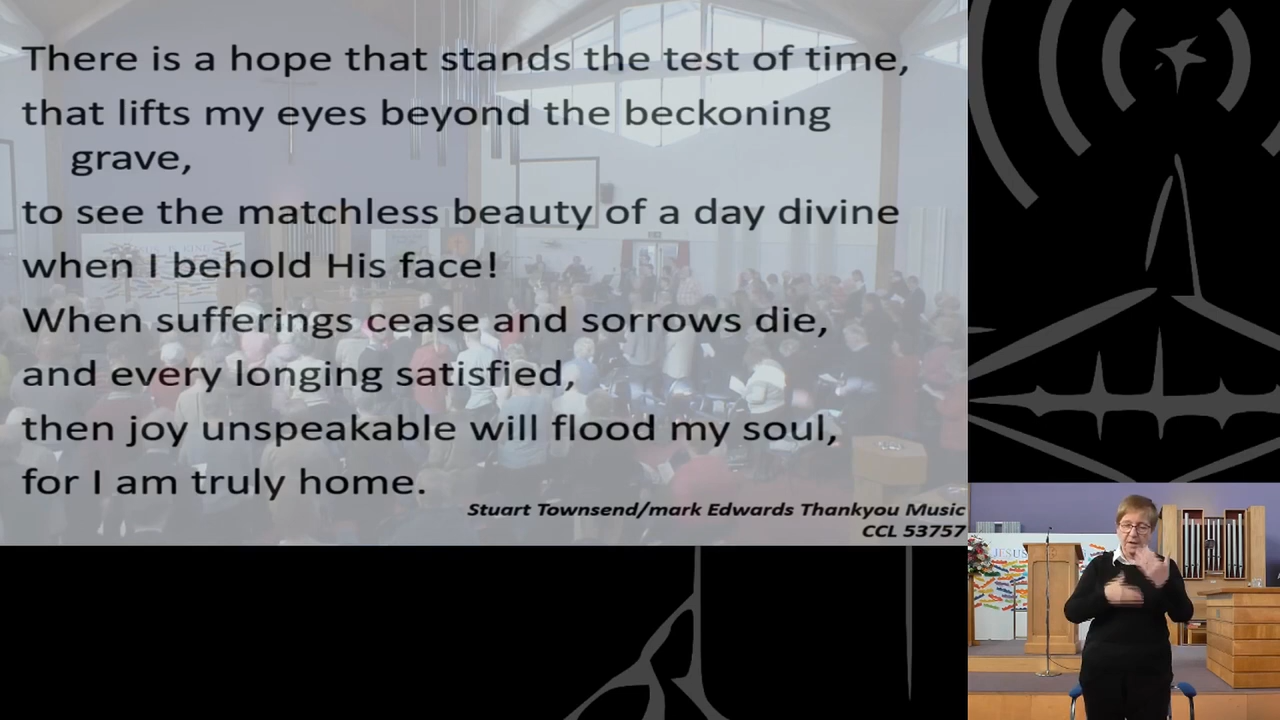 There is a hope that stands the test of time,
that lifts my eyes beyond the beckoning
grave,
to see the matchless beauty of a day divine
when I behold His face!
When sufferings cease and sorrows die,
and every longing satisfied,
then joy unspeakable will flood my soul,
for I am truly home.
Stuart Townsend/mark Edwards Thankyou Music
CCL 53757
JESUS